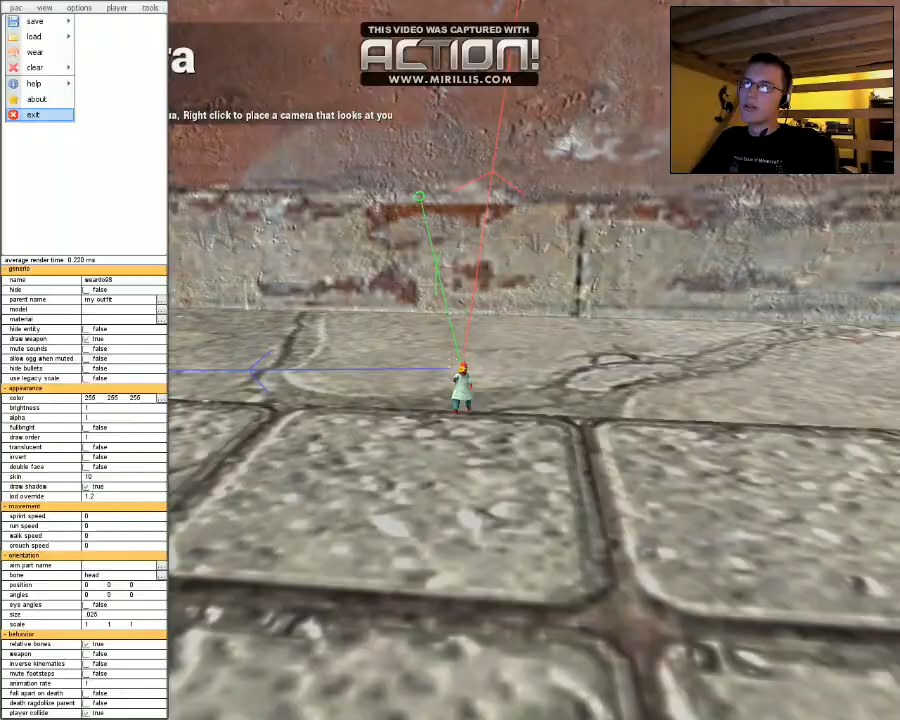 pac view options player tools
save
load
wear
clear
help
about
exit
THIS VIDEO WAS CAPTURED WITH
ACTION!
WWW.MIRILLIS.COM
ra
Right click to place a camera that looks at you
average render time 0.220 ms
- generic
name weardo98
hide false
parent name my outfit ...
model ...
material ...
hide entity false
draw weapon true
mute sounds false
allow ogg when muted false
hide bullets false
use legacy scale false
- appearance
color 255 255 255 ...
brightness 1
alpha 1
fullbright false
draw order 1
translucent false
invert false
double face false
skin 10
draw shadow true
lod override 1.2
- movement
sprint speed 0
run speed 0
walk speed 0
crouch speed 0
- orientation
aim part name ...
bone head ...
position 0 0 0
angles 0 0 0
eye angles false
size .026
scale 1 1 1
- behavior
relative bones true
weapon false
inverse kinematics false
mute footsteps false
animation rate 1
fall apart on death false
death ragdollize parent false
player collide true